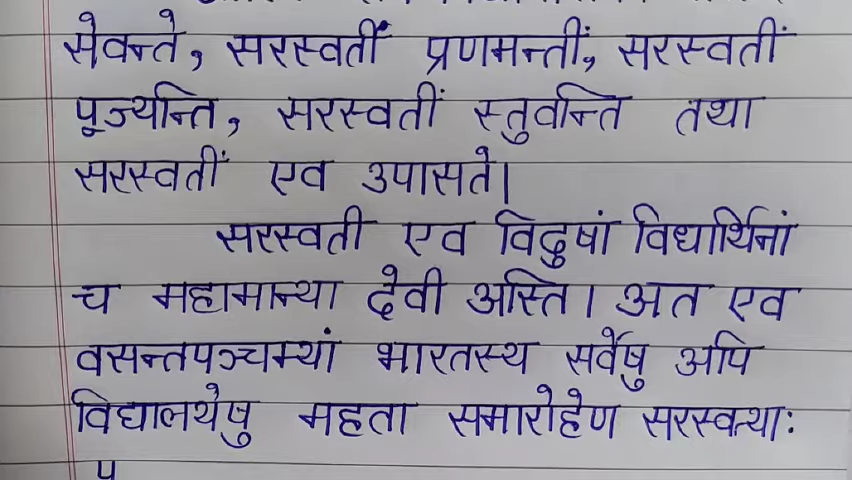 सेवन्ते, सरस्वतीं प्रणमन्तीं, सरस्वतीं
पूज्यन्ति, सरस्वतीं स्तुवन्ति तथा
सरस्वतीं एव उपासते।
सरस्वती एव विदुषां विद्यार्थिनां
च महामान्या देवी अस्ति। अत एव
वसन्तपञ्चम्यां भारतस्य सर्वेषु अपि
विद्यालयेषु महता समारोहेण सरस्वत्याः